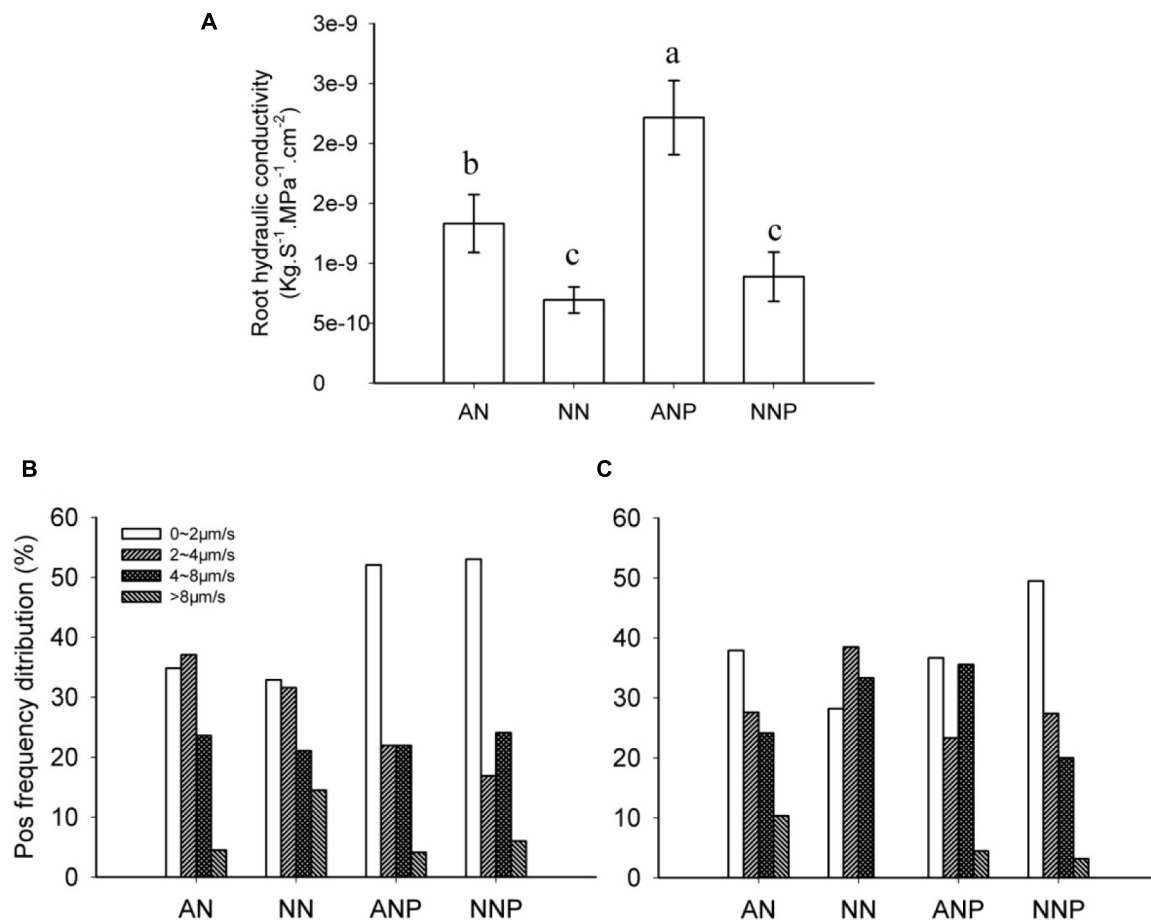 A
Root hydraulic conductivity
(Kg.S⁻¹.MPa⁻¹.cm⁻²)
3e-9
3e-9
2e-9
2e-9
1e-9
5e-10
0
b
c
a
c
AN NN ANP NNP
B
Pos frequency ditribution (%)
60
50
40
30
20
10
0
0~2µm/s
2~4µm/s
4~8µm/s
>8µm/s
AN NN ANP NNP
C
60
50
40
30
20
10
0
AN NN ANP NNP